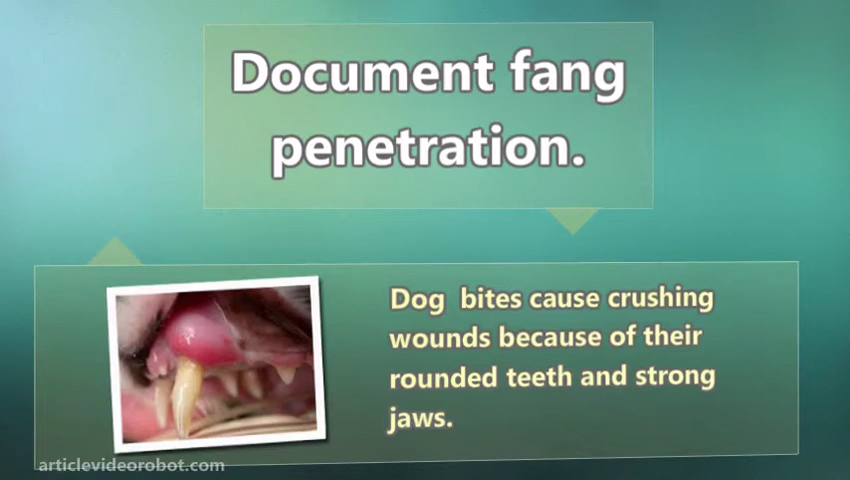 Document fang
penetration.
Dog bites cause crushing
wounds because of their
rounded teeth and strong
jaws.
articlevideorobot.com